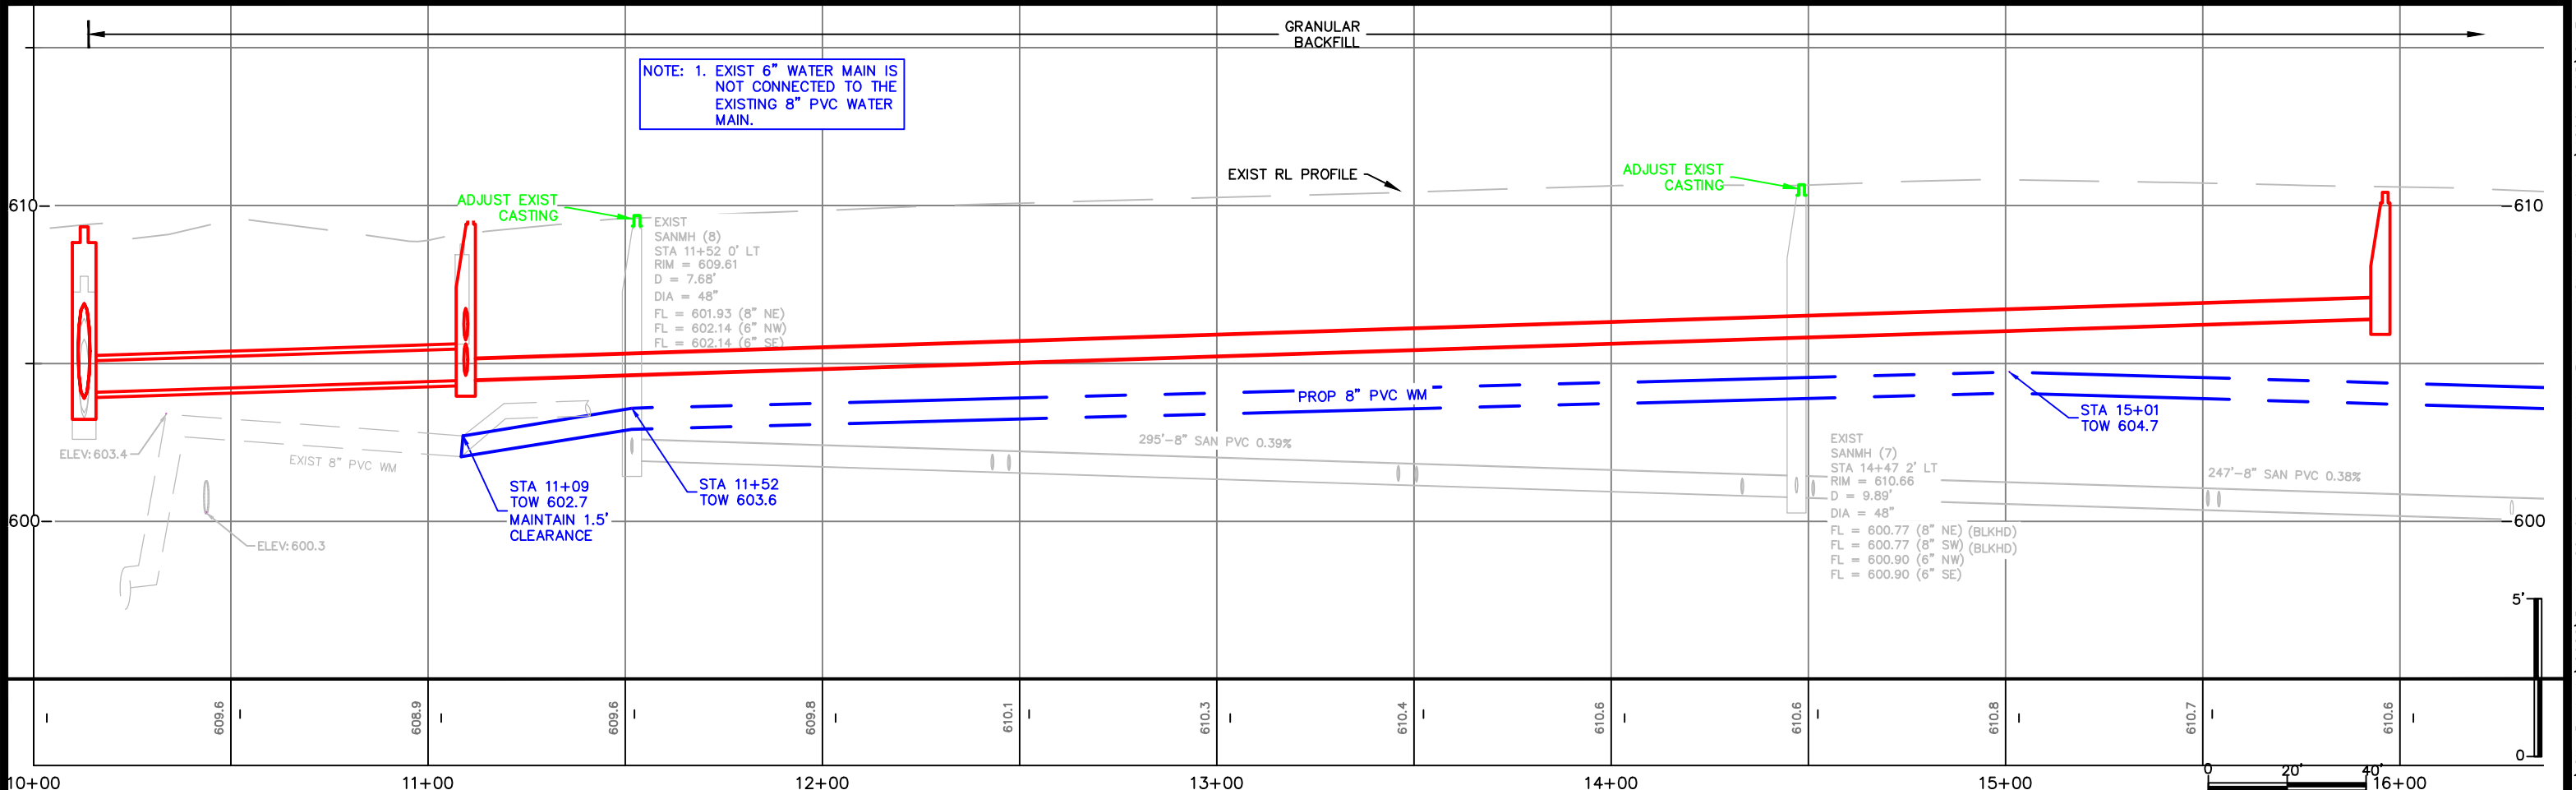 GRANULAR
BACKFILL
NOTE: 1. EXIST 6" WATER MAIN IS
NOT CONNECTED TO THE
EXISTING 8" PVC WATER
MAIN.
EXIST RL PROFILE
ADJUST EXIST
CASTING
ADJUST EXIST
CASTING
610
610
EXIST
SANMH (8)
STA 11+52 0' LT
RIM = 609.61
D = 7.68'
DIA = 48"
FL = 601.93 (8" NE)
FL = 602.14 (6" NW)
FL = 602.14 (6" SE)
PROP 8" PVC WM
STA 15+01
TOW 604.7
295'-8" SAN PVC 0.39%
ELEV:603.4
EXIST 8" PVC WM
STA 11+09
TOW 602.7
MAINTAIN 1.5'
CLEARANCE
STA 11+52
TOW 603.6
EXIST
SANMH (7)
STA 14+47 2' LT
RIM = 610.66
D = 9.89'
DIA = 48"
FL = 600.77 (8" NE) (BLKHD)
FL = 600.77 (8" SW) (BLKHD)
FL = 600.90 (6" NW)
FL = 600.90 (6" SE)
247'-8" SAN PVC 0.38%
600
600
ELEV:600.3
5'
0
609.6
608.9
609.6
609.8
610.1
610.3
610.4
610.6
610.6
610.8
610.7
610.6
0 20' 40'
10+00 11+00 12+00 13+00 14+00 15+00 16+00